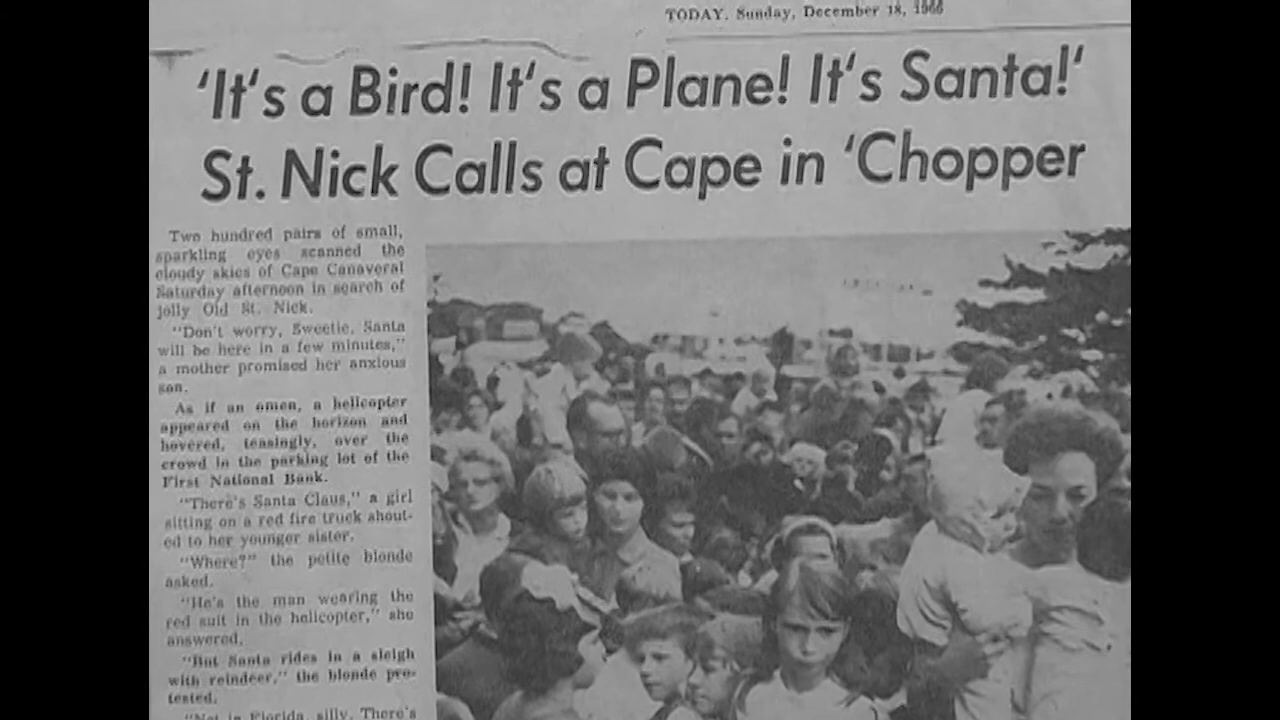 TODAY, Sunday, December 18, 1966
'It's a Bird! It's a Plane! It's Santa!'
St. Nick Calls at Cape in 'Chopper
Two hundred pairs of small,
sparkling eyes scanned the
cloudy skies of Cape Canaveral
Saturday afternoon in search of
jolly Old St. Nick.
"Don't worry, Sweetie. Santa
will be here in a few minutes,"
a mother promised her anxious
son.
As if an omen, a helicopter
appeared on the horizon and
hovered, teasingly, over the
crowd in the parking lot of the
First National Bank.
"There's Santa Claus," a girl
sitting on a red fire truck shout-
ed to her younger sister.
"Where?" the petite blonde
asked.
"He's the man wearing the
red suit in the helicopter," she
answered.
"But Santa rides in a sleigh
with reindeer," the blonde pro-
tested.
"Not in Florida, silly. There's